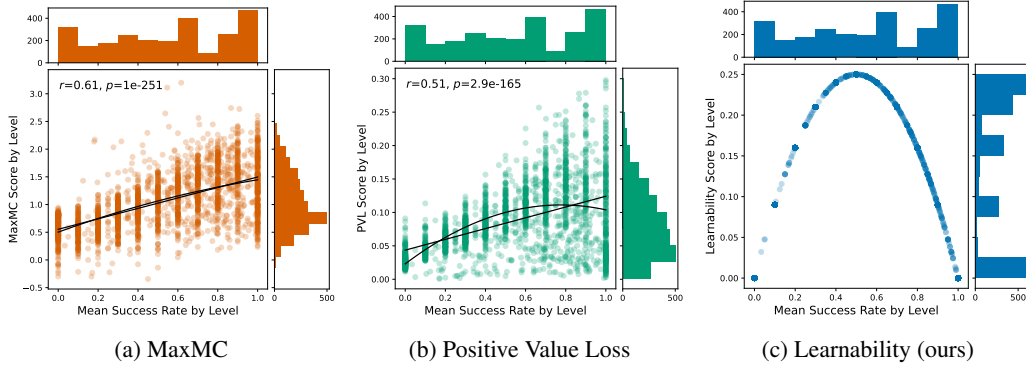 400
200
0
r=0.61, p=1e-251
MaxMC Score by Level
3.0
2.5
2.0
1.5
1.0
0.5
0.0
−0.5
0.0 0.2 0.4 0.6 0.8 1.0
0 500
Mean Success Rate by Level
(a) MaxMC
400
200
0
r=0.51, p=2.9e-165
PVL Score by Level
0.30
0.25
0.20
0.15
0.10
0.05
0.00
0.0 0.2 0.4 0.6 0.8 1.0
0 500
Mean Success Rate by Level
(b) Positive Value Loss
400
200
0
Learnability Score by Level
0.25
0.20
0.15
0.10
0.05
0.00
0.0 0.2 0.4 0.6 0.8 1.0
0 500
Mean Success Rate by Level
(c) Learnability (ours)